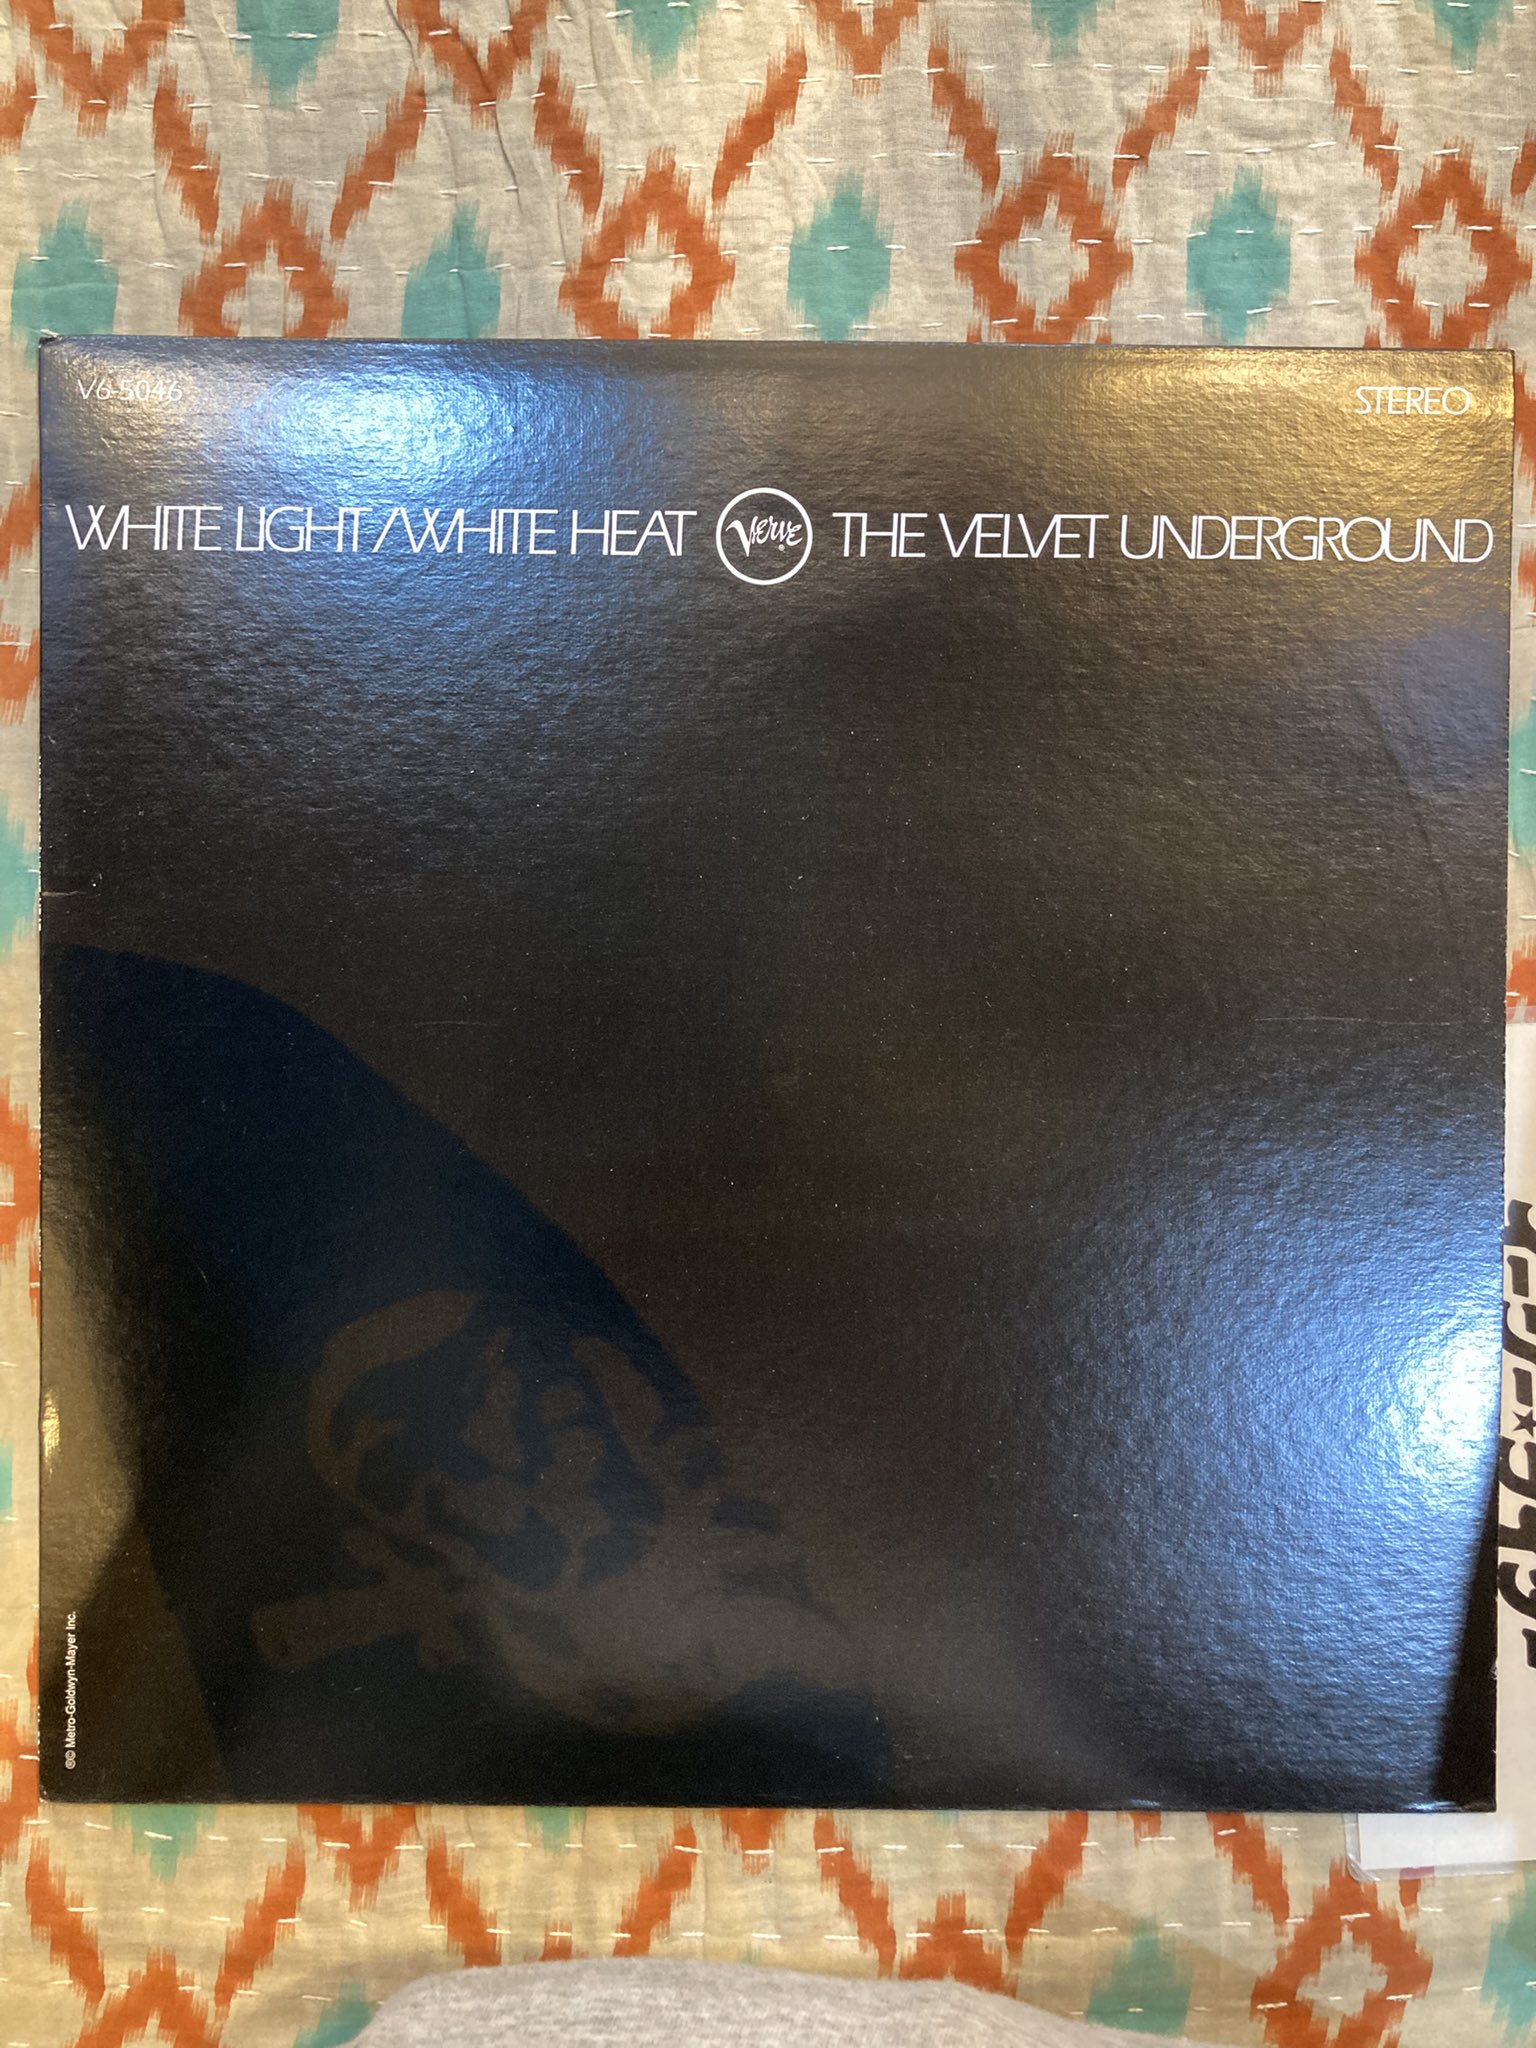 V6-5046
STEREO
WHITE LIGHT/WHITE HEAT Verve® THE VELVET UNDERGROUND
℗© Metro-Goldwyn-Mayer Inc.